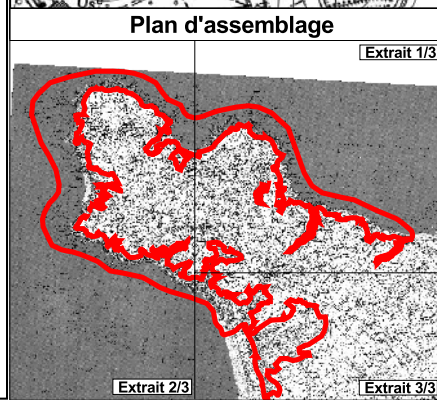 Plan d'assemblage
Extrait 1/3
Extrait 2/3
Extrait 3/3